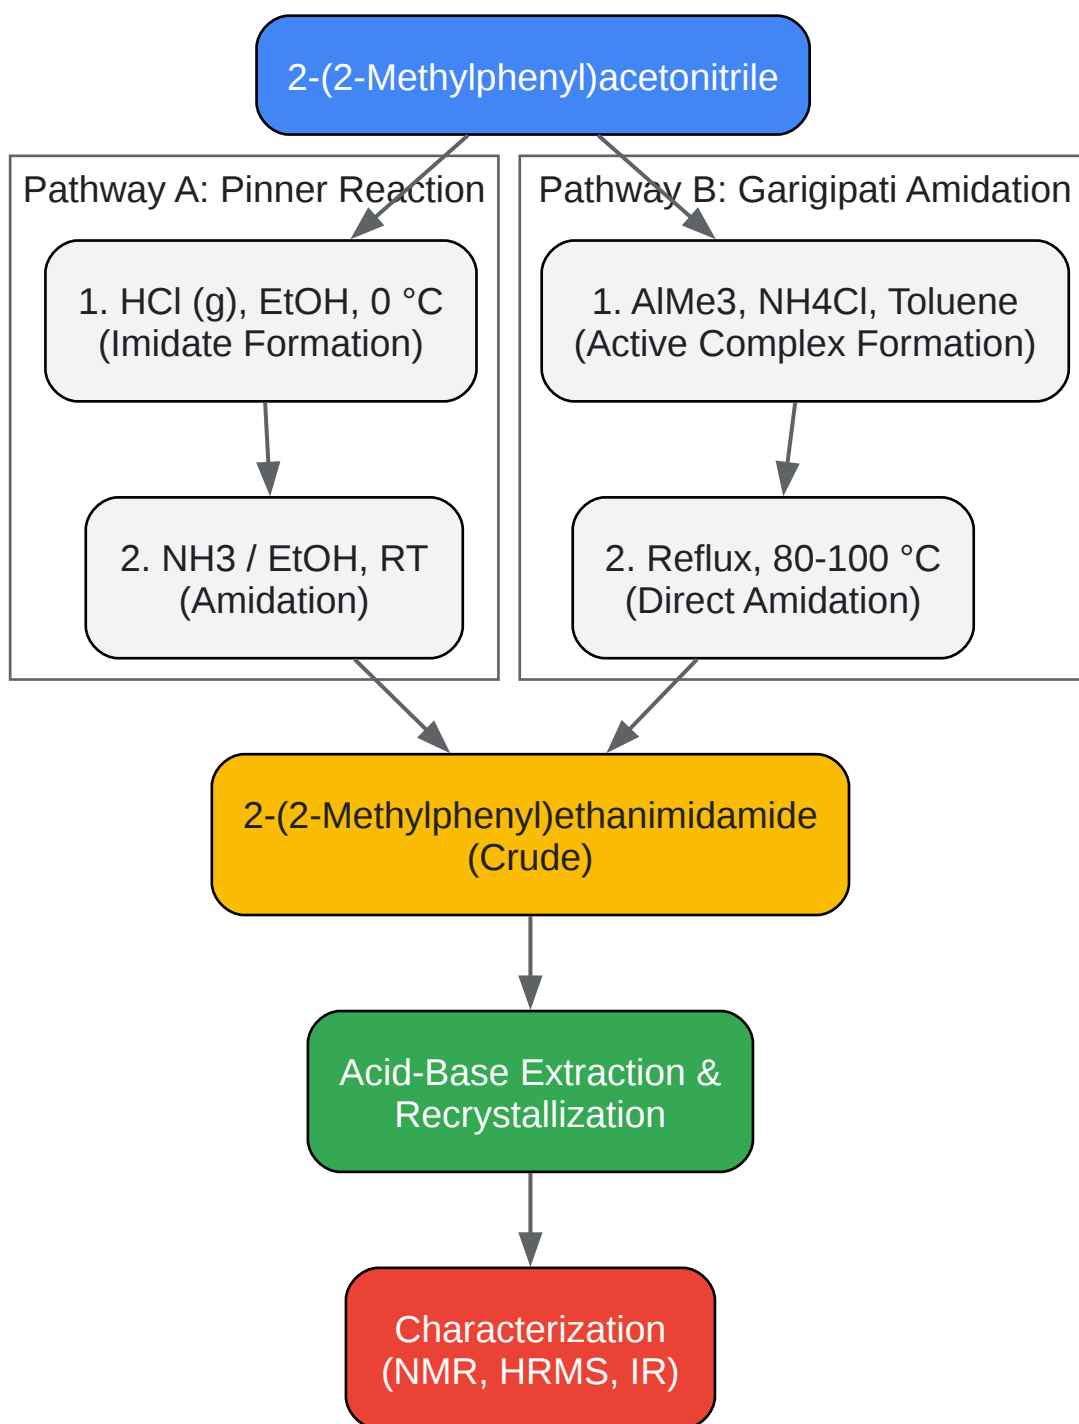 2-(2-Methylphenyl)acetonitrile
Pathway A: Pinner Reaction
Pathway B: Garigipati Amidation
1. HCl (g), EtOH, 0 °C
(Imidate Formation)
1. AlMe3, NH4Cl, Toluene
(Active Complex Formation)
2. NH3 / EtOH, RT
(Amidation)
2. Reflux, 80-100 °C
(Direct Amidation)
2-(2-Methylphenyl)ethanimidamide
(Crude)
Acid-Base Extraction &
Recrystallization
Characterization
(NMR, HRMS, IR)